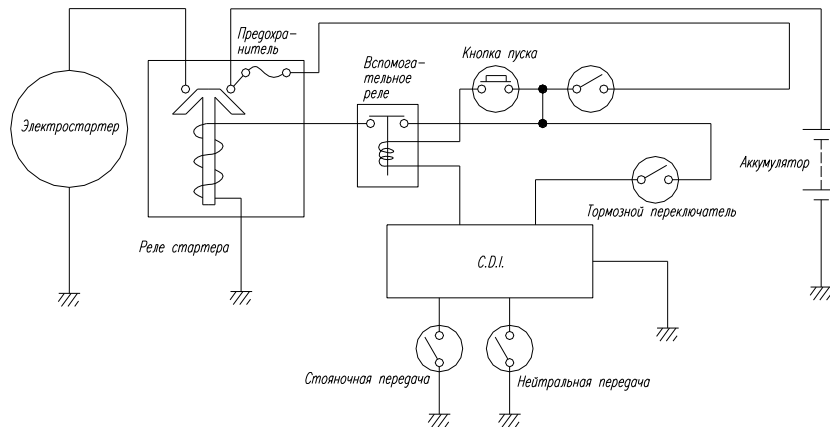 Предохра-
нитель
Вспомога-
тельное
реле
Кнопка пуска
Электростартер
Аккумулятор
Тормозной переключатель
Реле стартера
C.D.I.
Стояночная передача
Нейтральная передача